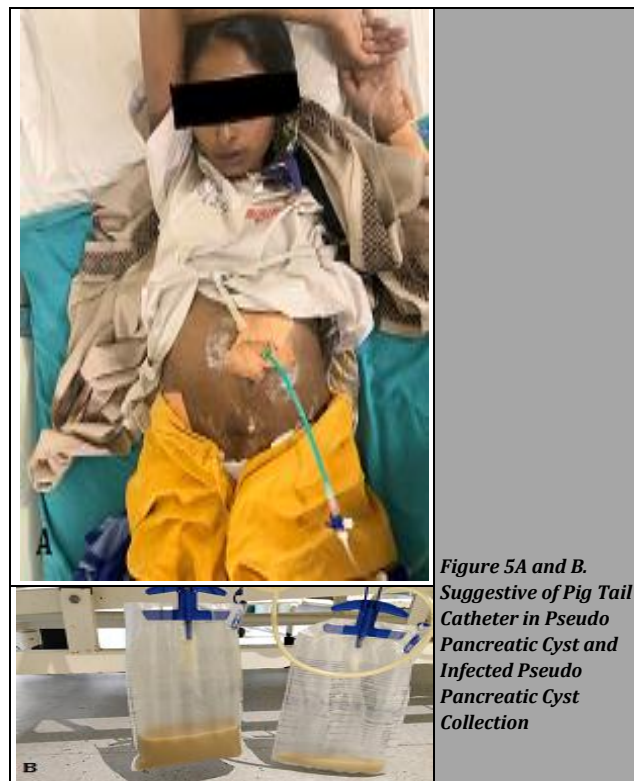 A
B
Figure 5A and B.
Suggestive of Pig Tail
Catheter in Pseudo
Pancreatic Cyst and
Infected Pseudo
Pancreatic Cyst
Collection